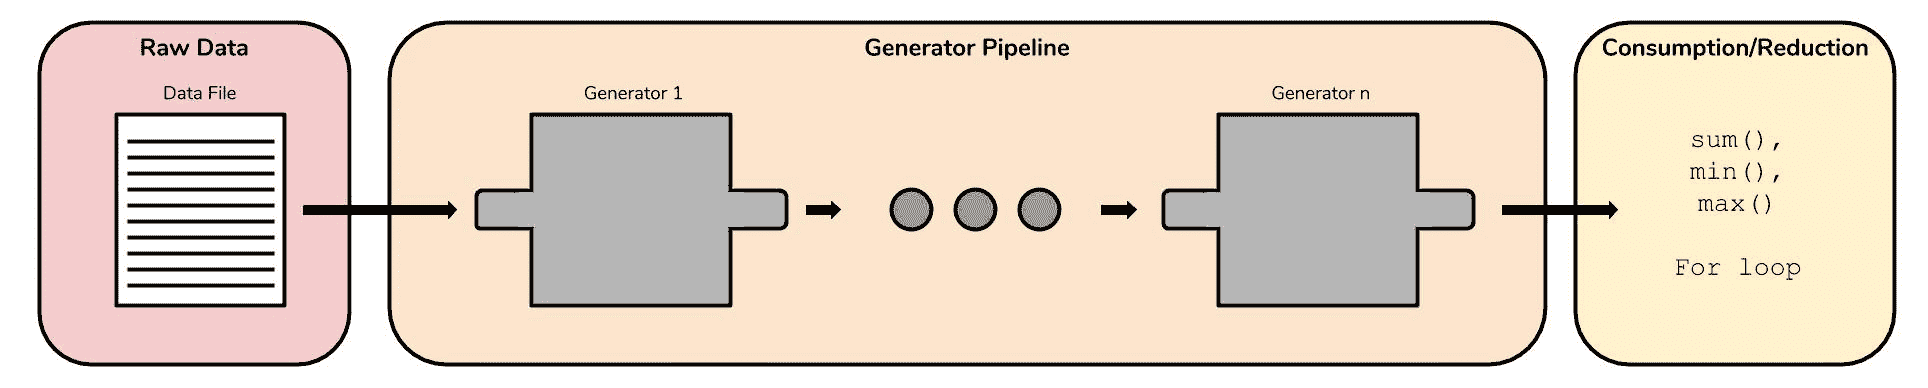 Raw Data
Data File
Generator Pipeline
Generator 1
Generator n
Consumption/Reduction
sum(),
min(),
max()
For loop